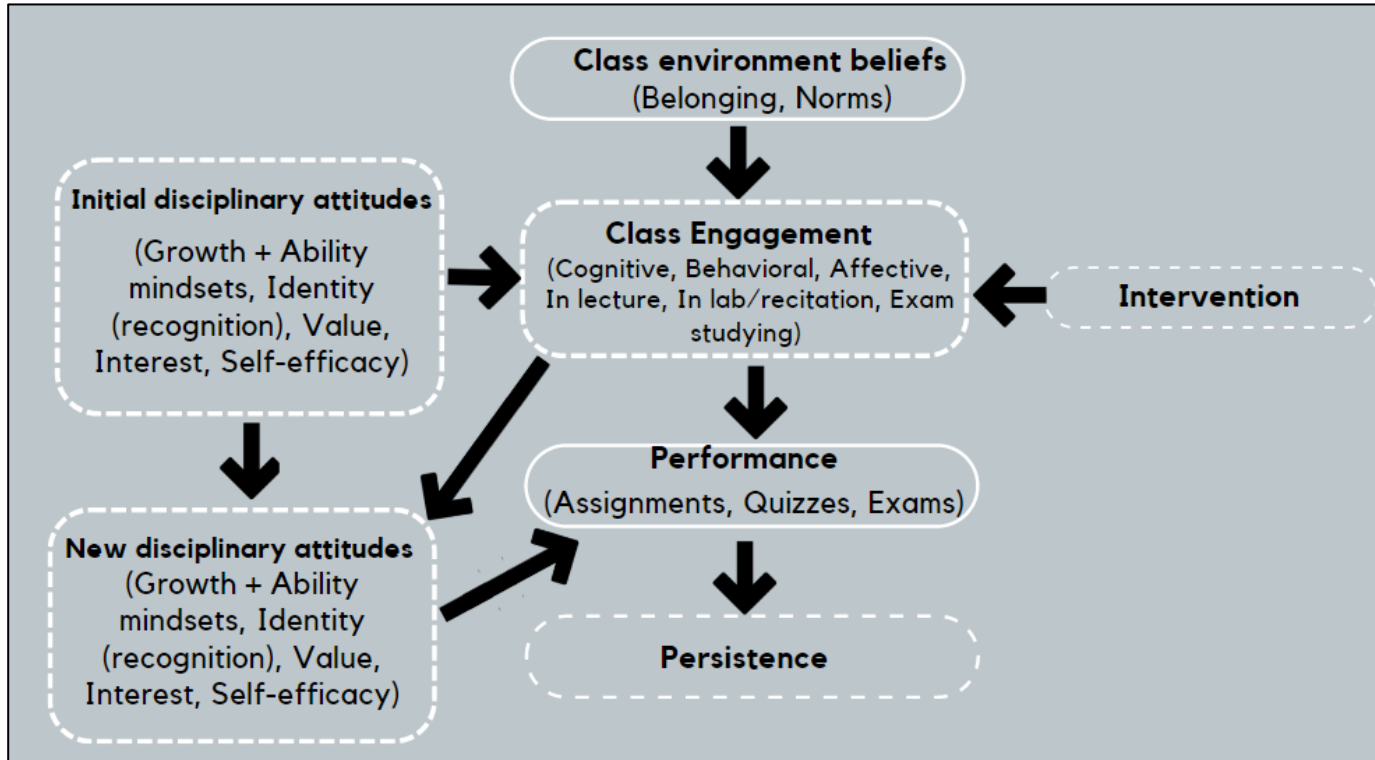 Class environment beliefs
(Belonging, Norms)
Initial disciplinary attitudes
(Growth + Ability
mindsets, Identity
(recognition), Value,
Interest, Self-efficacy)
Class Engagement
(Cognitive, Behavioral, Affective,
In lecture, In lab/recitation, Exam
studying)
Intervention
Performance
(Assignments, Quizzes, Exams)
New disciplinary attitudes
(Growth + Ability
mindsets, Identity
(recognition), Value,
Interest, Self-efficacy)
Persistence